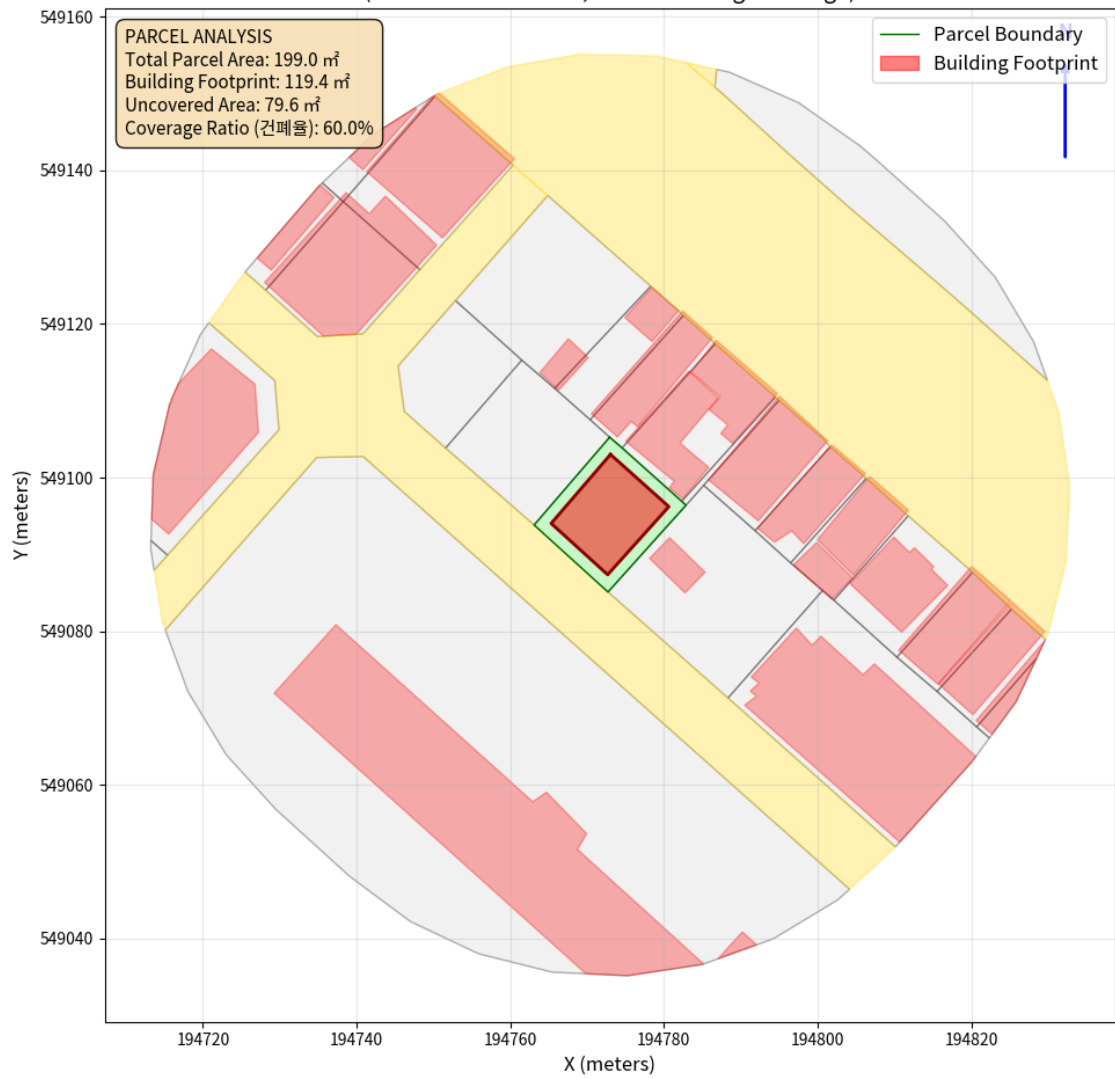 PARCEL ANALYSIS
Total Parcel Area: 199.0 ㎡
Building Footprint: 119.4 ㎡
Uncovered Area: 79.6 ㎡
Coverage Ratio (건폐율): 60.0%
Parcel Boundary
Building Footprint
N
549160
549140
549120
549100
549080
549060
549040
Y (meters)
194720
194740
194760
194780
194800
194820
X (meters)